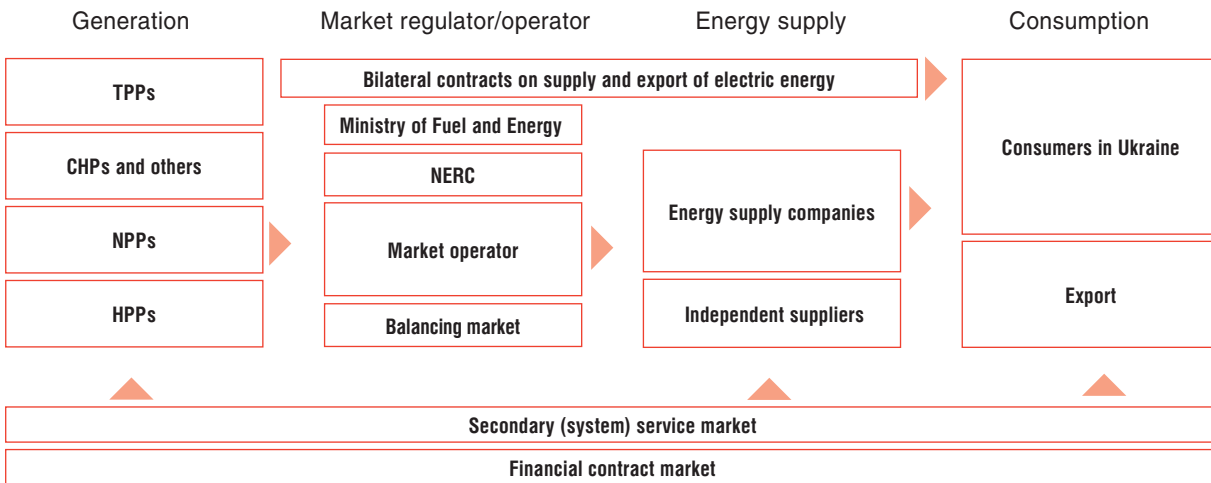 Generation
Market regulator/operator
Energy supply
Consumption
TPPs
CHPs and others
NPPs
HPPs
Bilateral contracts on supply and export of electric energy
Ministry of Fuel and Energy
NERC
Market operator
Balancing market
Energy supply companies
Independent suppliers
Consumers in Ukraine
Export
Secondary (system) service market
Financial contract market